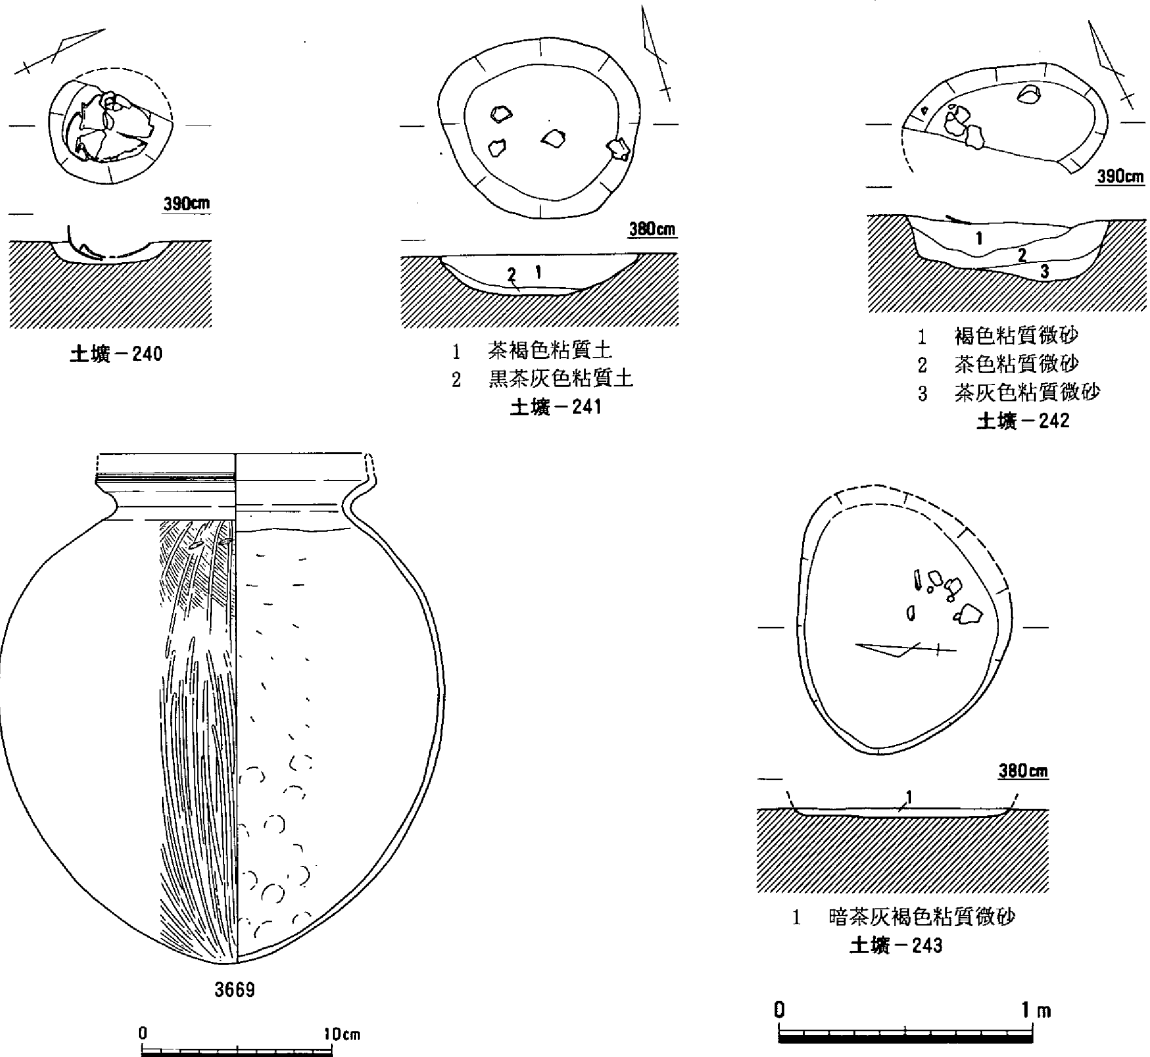 390cm
土壙－240
380cm
2 1
1 茶褐色粘質土
2 黒茶灰色粘質土
土壙－241
390cm
1
2
3
1 褐色粘質微砂
2 茶色粘質微砂
3 茶灰色粘質微砂
土壙－242
3669
0 10cm
380cm
1
1 暗茶灰褐色粘質微砂
土壙－243
0 1m